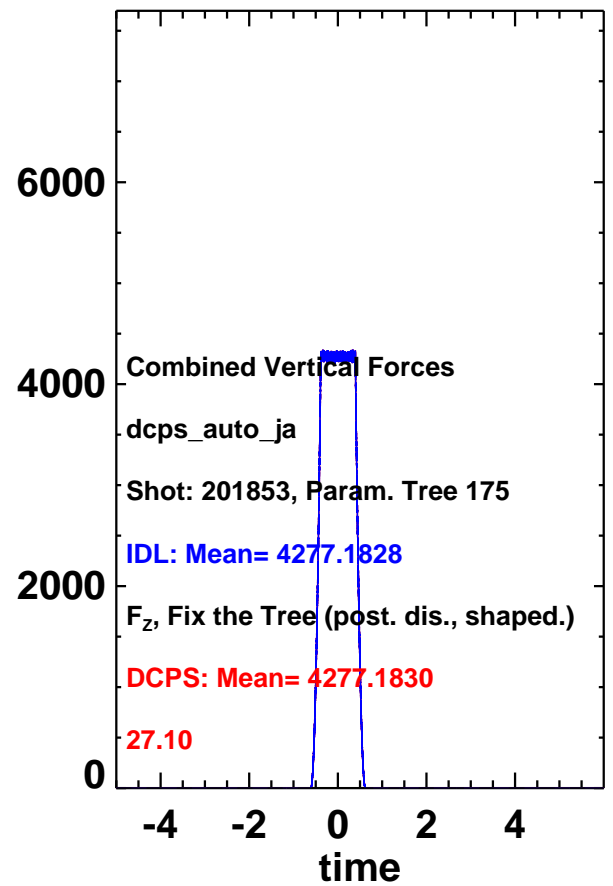 6000
4000
2000
0
Combined Vertical Forces
dcps_auto_ja
Shot: 201853, Param. Tree 175
IDL: Mean= 4277.1828
F_Z, Fix the Tree (post. dis., shaped.)
DCPS: Mean= 4277.1830
27.10
-4 -2 0 2 4
time